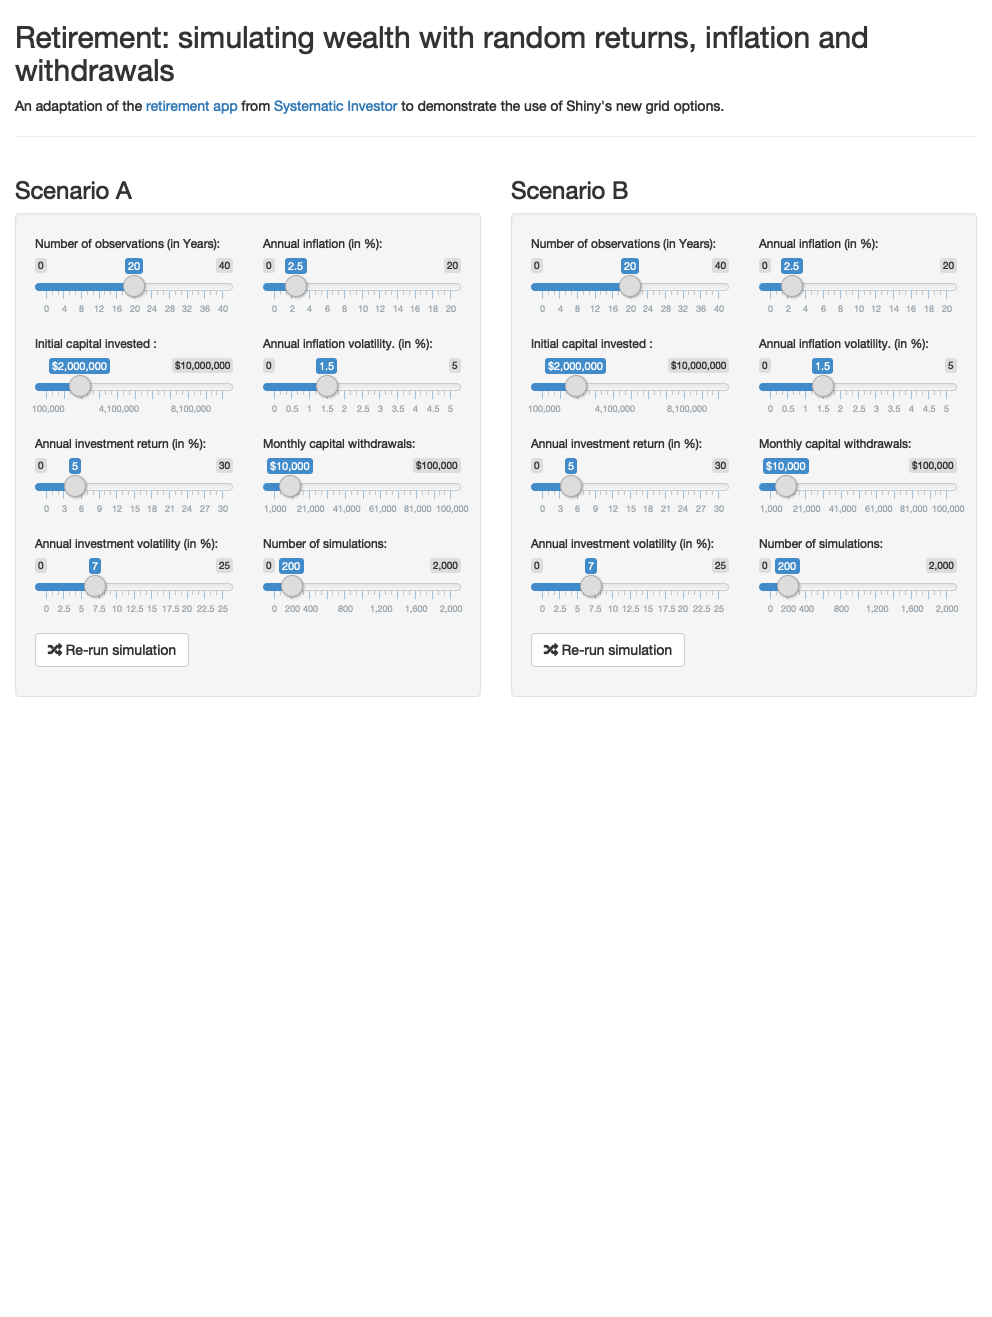 Retirement: simulating wealth with random returns, inflation and
withdrawals
An adaptation of the retirement app from Systematic Investor to demonstrate the use of Shiny's new grid options.
Scenario A
Number of observations (in Years):
0 20 40
0 4 8 12 16 20 24 28 32 36 40
Annual inflation (in %):
0 2.5 20
0 2 4 6 8 10 12 14 16 18 20
Initial capital invested :
$2,000,000 $10,000,000
100,000 4,100,000 8,100,000
Annual inflation volatility. (in %):
0 1.5 5
0 0.5 1 1.5 2 2.5 3 3.5 4 4.5 5
Annual investment return (in %):
0 5 30
0 3 6 9 12 15 18 21 24 27 30
Monthly capital withdrawals:
$10,000 $100,000
1,000 21,000 41,000 61,000 81,000 100,000
Annual investment volatility (in %):
0 7 25
0 2.5 5 7.5 10 12.5 15 17.5 20 22.5 25
Number of simulations:
0 200 2,000
0 200 400 800 1,200 1,600 2,000
Re-run simulation
Scenario B
Number of observations (in Years):
0 20 40
0 4 8 12 16 20 24 28 32 36 40
Annual inflation (in %):
0 2.5 20
0 2 4 6 8 10 12 14 16 18 20
Initial capital invested :
$2,000,000 $10,000,000
100,000 4,100,000 8,100,000
Annual inflation volatility. (in %):
0 1.5 5
0 0.5 1 1.5 2 2.5 3 3.5 4 4.5 5
Annual investment return (in %):
0 5 30
0 3 6 9 12 15 18 21 24 27 30
Monthly capital withdrawals:
$10,000 $100,000
1,000 21,000 41,000 61,000 81,000 100,000
Annual investment volatility (in %):
0 7 25
0 2.5 5 7.5 10 12.5 15 17.5 20 22.5 25
Number of simulations:
0 200 2,000
0 200 400 800 1,200 1,600 2,000
Re-run simulation